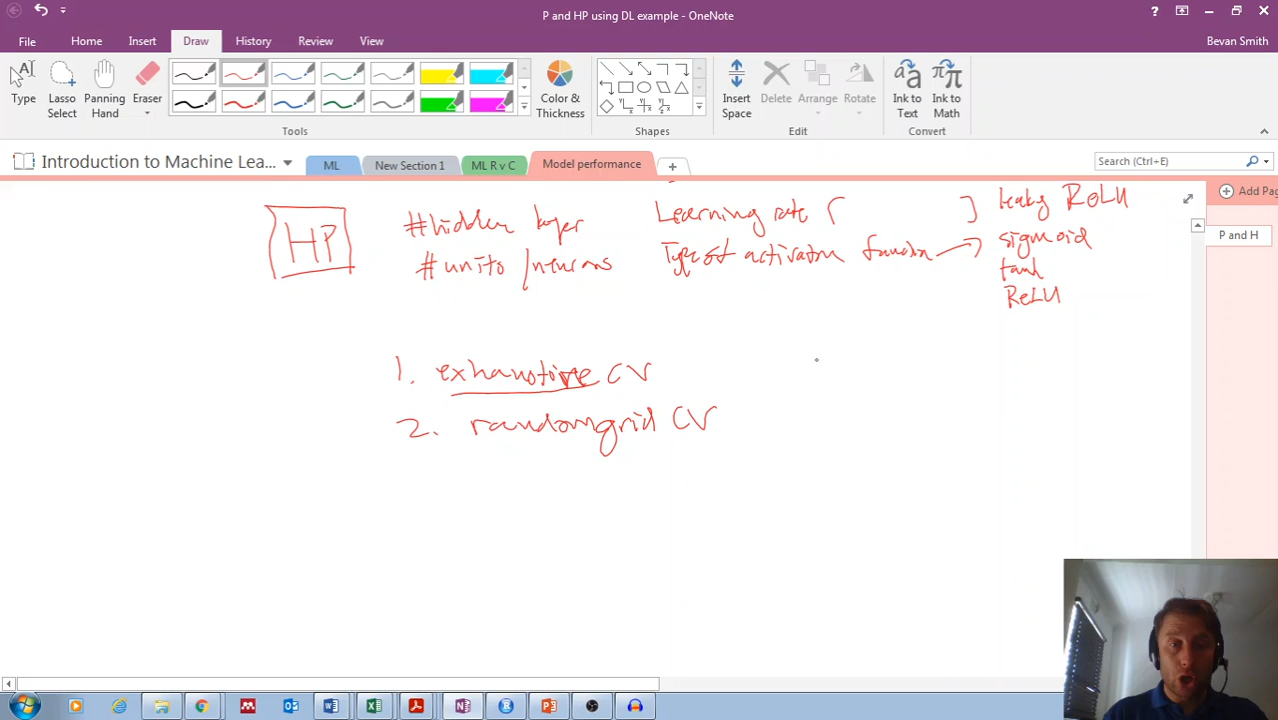 P and HP using DL example - OneNote
File
Home
Insert
Draw
History
Review
View
Bevan Smith
Type
Lasso
Select
Panning
Hand
Eraser
Color &
Thickness
Insert
Space
Delete
Arrange
Rotate
Ink to
Text
Ink to
Math
Tools
Shapes
Edit
Convert
Introduction to Machine Lea...
ML
New Section 1
ML R v C
Model performance
Search (Ctrl+E)
Add Pag
P and H
HP
#hidden layer
#units/neurons
Learning rate [ ]
Type of activation function →
leaky ReLU
sigmoid
tanh
ReLU
1. exhaustive CV
2. randomgrid CV